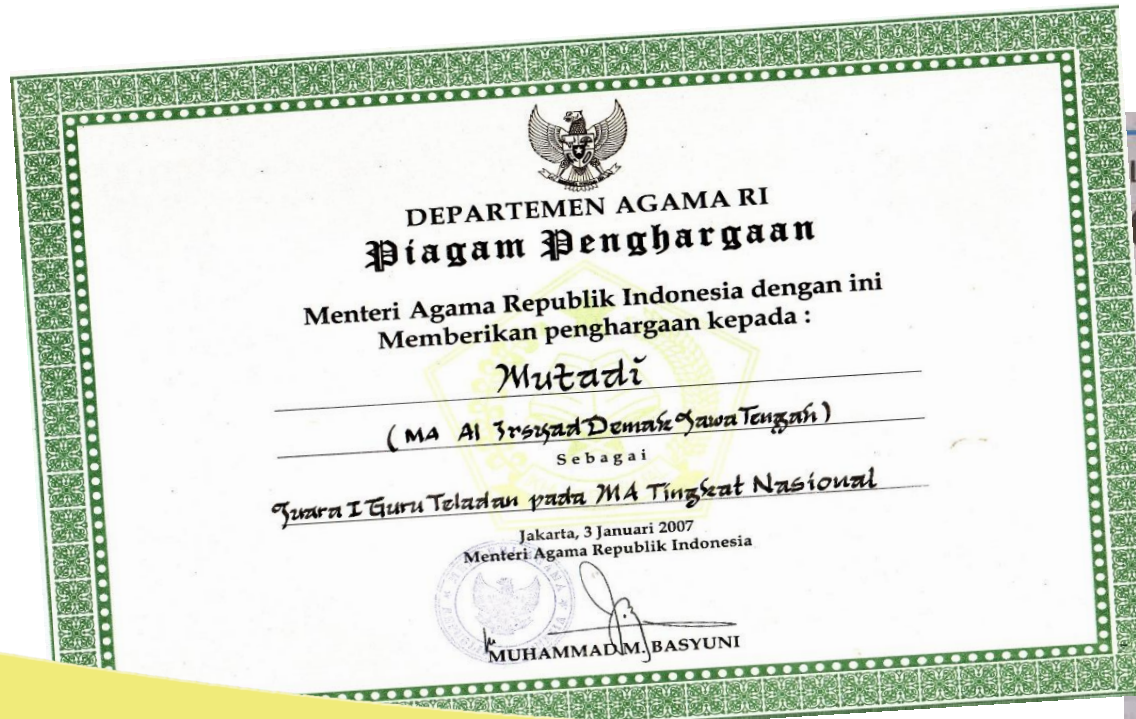 DEPARTEMEN AGAMA RI
Piagam Penghargaan
Menteri Agama Republik Indonesia dengan ini
Memberikan penghargaan kepada :
Mutadi
( MA Al Irsyad Demak Jawa Tengah )
Sebagai
Juara I Guru Teladan pada MA Tingkat Nasional
Jakarta, 3 Januari 2007
Menteri Agama Republik Indonesia
MUHAMMAD M. BASYUNI